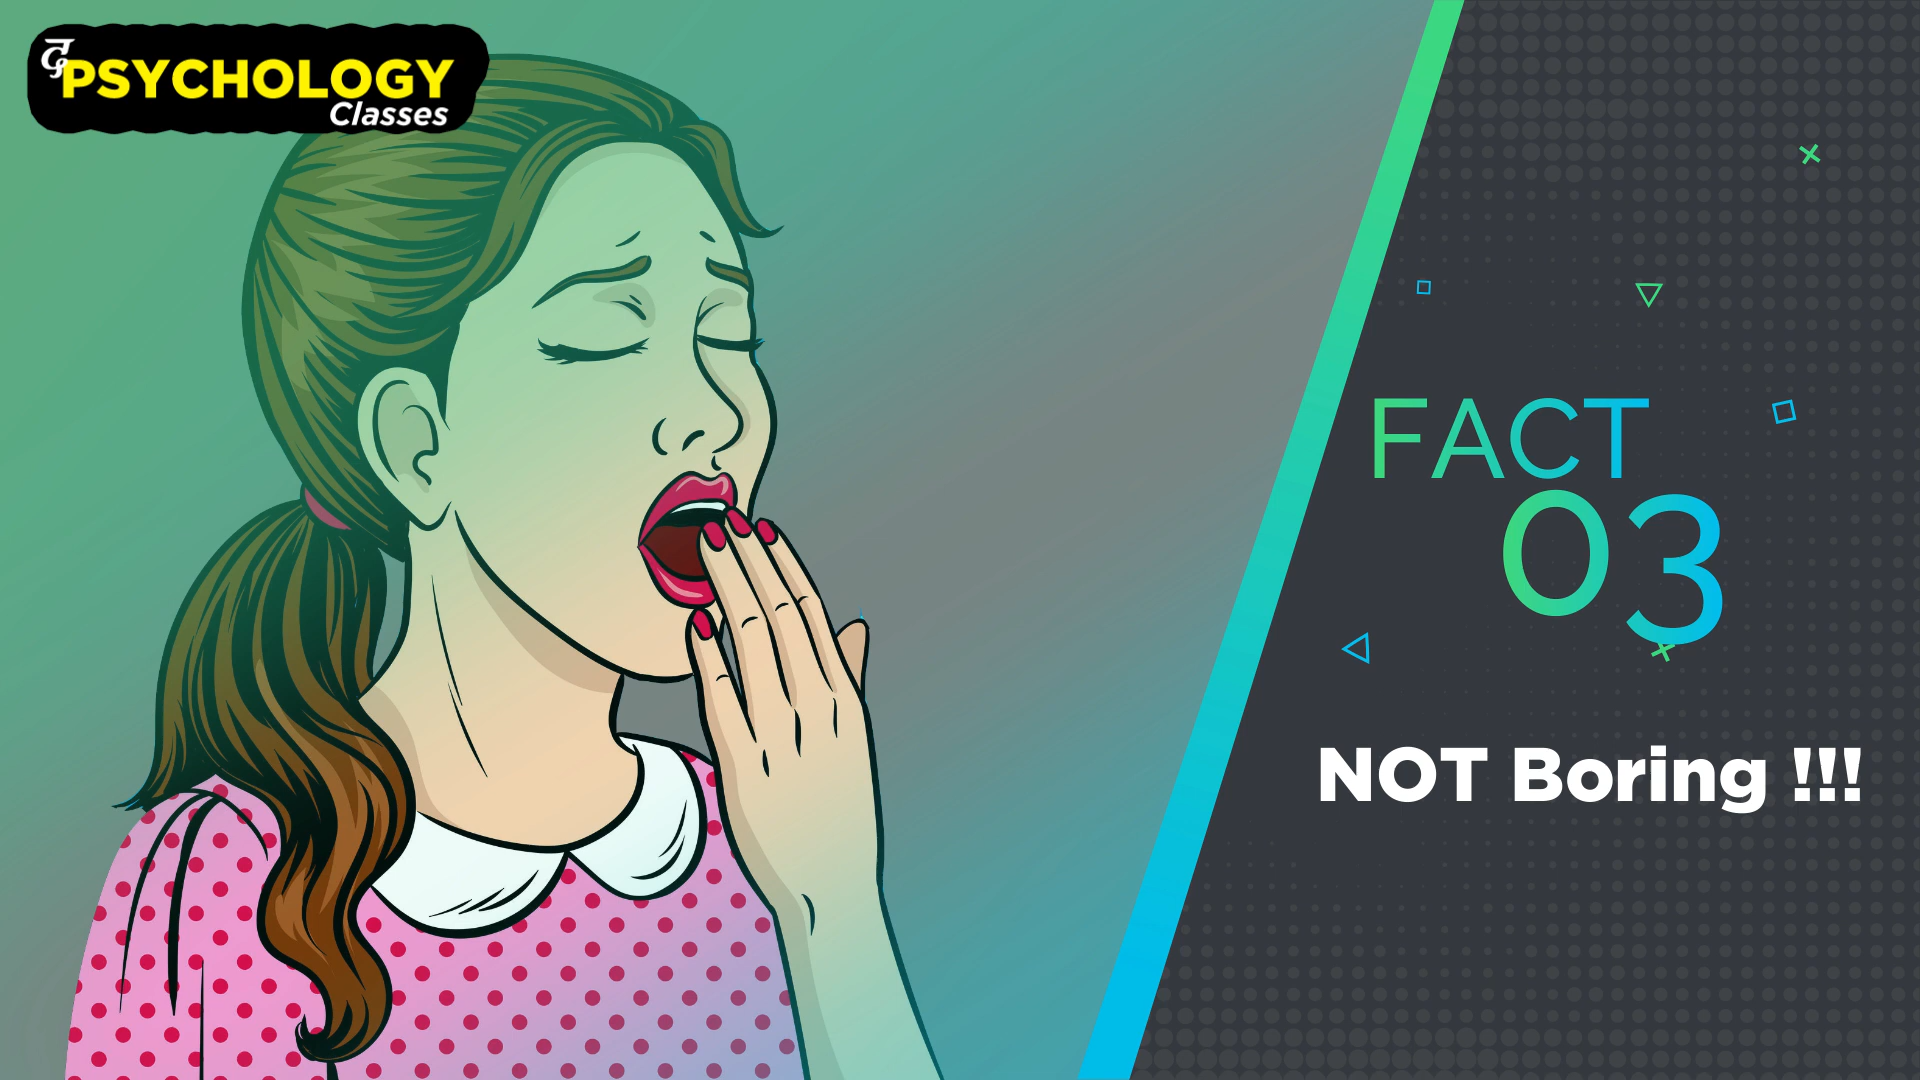 द
PSYCHOLOGY
Classes
FACT
03
NOT Boring !!!